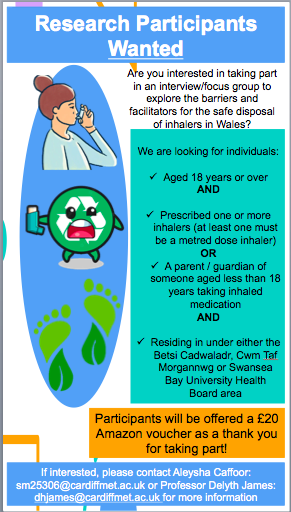 Research Participants
Wanted
Are you interested in taking part
in an interview/focus group to
explore the barriers and
facilitators for the safe disposal
of inhalers in Wales?
We are looking for individuals:
✓ Aged 18 years or over
AND
✓ Prescribed one or more
inhalers (at least one must
be a metred dose inhaler)
OR
✓ A parent / guardian of
someone aged less than 18
years taking inhaled
medication
AND
✓ Residing in under either the
Betsi Cadwaladr, Cwm Taf
Morgannwg or Swansea
Bay University Health
Board area
Participants will be offered a £20
Amazon voucher as a thank you
for taking part!
If interested, please contact Aleysha Caffoor:
sm25306@cardiffmet.ac.uk or Professor Delyth James:
dhjames@cardiffmet.ac.uk for more information